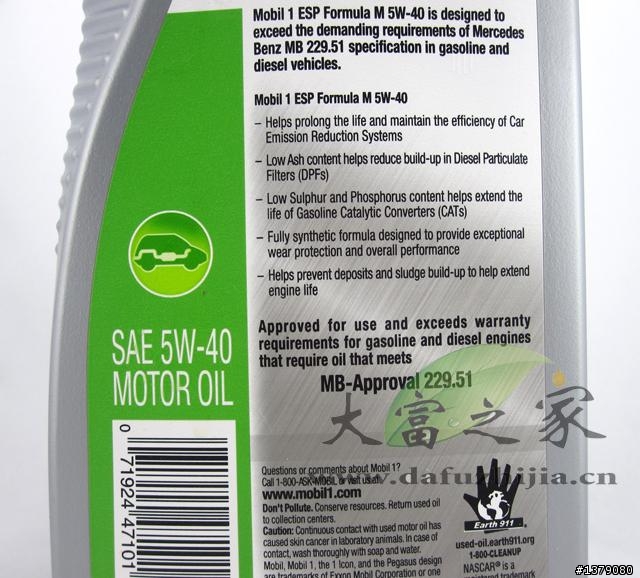 Mobil 1 ESP Formula M 5W-40 is designed to
exceed the demanding requirements of Mercedes
Benz MB 229.51 specification in gasoline and
diesel vehicles.
Mobil 1 ESP Formula M 5W-40
– Helps prolong the life and maintain the efficiency of Car
Emission Reduction Systems
– Low Ash content helps reduce build-up in Diesel Particulate
Filters (DPFs)
– Low Sulphur and Phosphorus content helps extend the
life of Gasoline Catalytic Converters (CATs)
– Fully synthetic formula designed to provide exceptional
wear protection and overall performance
– Helps prevent deposits and sludge build-up to help extend
engine life
Approved for use and exceeds warranty
requirements for gasoline and diesel engines
that require oil that meets
MB-Approval 229.51
SAE 5W-40
MOTOR OIL
0 71924 47101
大富之家
www.dafuzhijia.cn
Questions or comments about Mobil 1?
Call 1-800-ASK-MOBIL or visit us at
www.mobil1.com
Don't Pollute. Conserve resources. Return used oil
to collection centers.
Caution: Continuous contact with used motor oil has
caused skin cancer in laboratory animals. In case of
contact, wash thoroughly with soap and water.
Mobil, Mobil 1, the 1 Icon, and the Pegasus design
are trademarks of Exxon Mobil Corporation or one
Earth 911
used-oil.earth911.org
1-800-CLEANUP
NASCAR® is a
registered trademark
#1379080